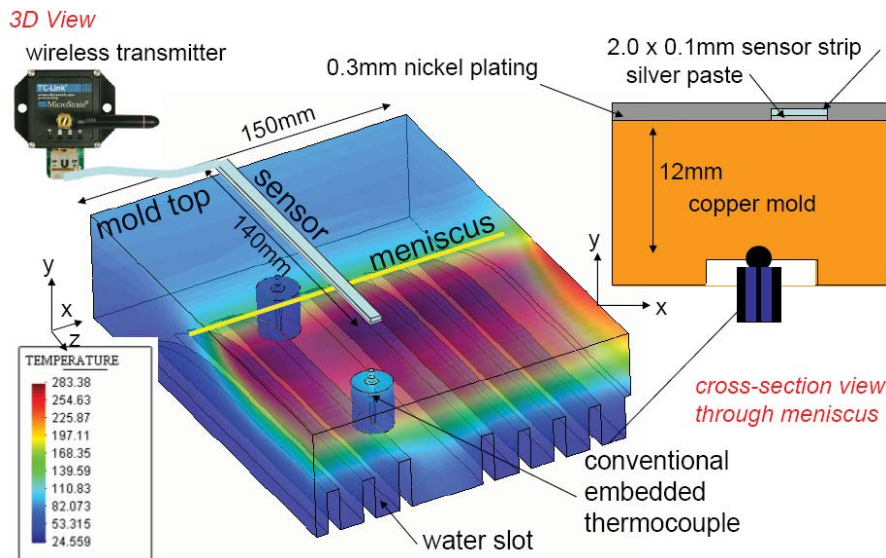 3D View
wireless transmitter
TC-Link®
MicroStrain®
150mm
mold top
sensor
140mm
meniscus
y
x
z
TEMPERATURE
283.38
254.63
225.87
197.11
168.35
139.59
110.83
82.073
53.315
24.559
water slot
conventional
embedded
thermocouple
2.0 x 0.1mm sensor strip
silver paste
0.3mm nickel plating
12mm
copper mold
y
x
cross-section view
through meniscus